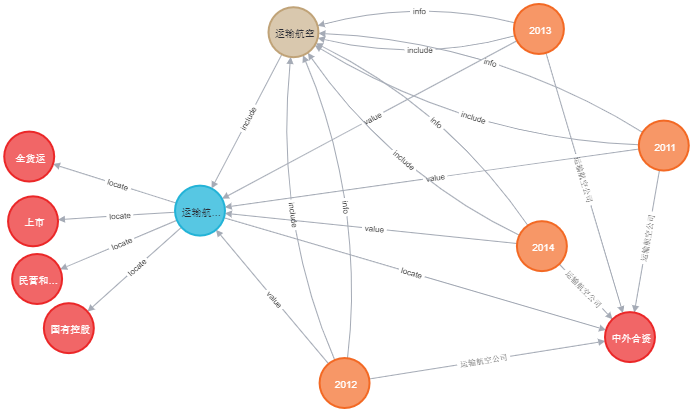 info
2013
运输航空
include
info
include
value
info
include
2011
全货运
include
value
运输航空公司
locate
上市
locate
运输航...
include
info
value
运输航空公司
2014
locate
民营和...
locate
locate
运输航空公司
value
国有控股
中外合资
运输航空公司
2012